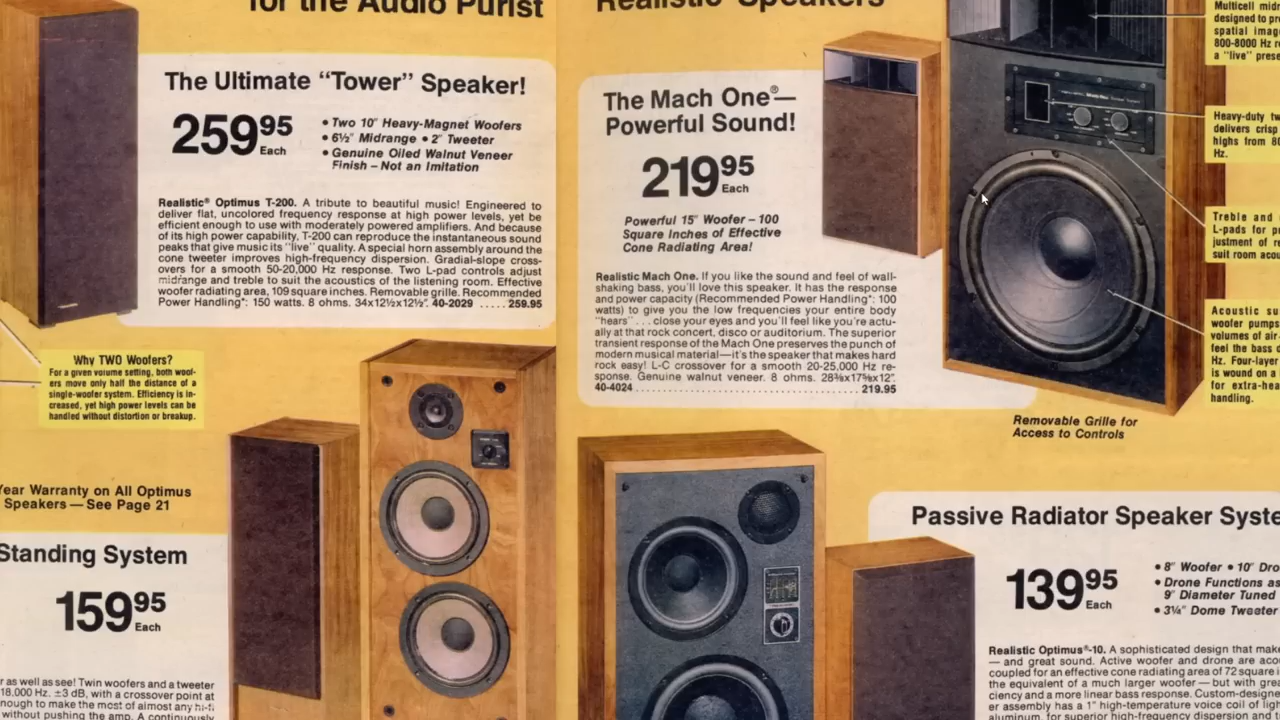 for the Audio Purist
Realistic Speakers
The Ultimate “Tower” Speaker!
259 95
Each
• Two 10" Heavy-Magnet Woofers
• 6½" Midrange • 2" Tweeter
• Genuine Oiled Walnut Veneer
Finish – Not an Imitation
Realistic® Optimus T-200. A tribute to beautiful music! Engineered to
deliver flat, uncolored frequency response at high power levels, yet be
efficient enough to use with moderately powered amplifiers. And because
of its high power capability, T-200 can reproduce the instantaneous sound
peaks that give music its "live" quality. A special horn assembly around the
cone tweeter improves high-frequency dispersion. Gradial-slope cross-
overs for a smooth 50-20,000 Hz response. Two L-pad controls adjust
midrange and treble to suit the acoustics of the listening room. Effective
woofer radiating area, 109 square inches. Removable grille. Recommended
Power Handling*: 150 watts. 8 ohms. 34x12½x12½". 40-2029 ..... 259.95
Why TWO Woofers?
For a given volume setting, both woof-
ers move only half the distance of a
single-woofer system. Efficiency is in-
creased, yet high power levels can be
handled without distortion or breakup.
Year Warranty on All Optimus
Speakers — See Page 21
Standing System
159 95
Each
r as well as see! Twin woofers and a tweeter
18,000 Hz. ±3 dB, with a crossover point at
nough to make the most of almost any hi-fi
without pushing the amp. A continuously
The Mach One®—
Powerful Sound!
219 95
Each
Powerful 15" Woofer – 100
Square Inches of Effective
Cone Radiating Area!
Realistic Mach One. If you like the sound and feel of wall-
shaking bass, you'll love this speaker. It has the response
and power capacity (Recommended Power Handling*: 100
watts) to give you the low frequencies your entire body
"hears" ... close your eyes and you'll feel like you're actu-
ally at that rock concert, disco or auditorium. The superior
transient response of the Mach One preserves the punch of
modern musical material—it's the speaker that makes hard
rock easy! L-C crossover for a smooth 20-25,000 Hz re-
sponse. Genuine walnut veneer. 8 ohms. 28⅜x17⅝x12".
40-4024 ........................................ 219.95
Multicell midr
designed to pr
spatial imag
800-8000 Hz re
a "live" prese
Heavy-duty tw
delivers crisp
highs from 80
Hz.
Treble and
L-pads for pr
justment of re
suit room acou
Acoustic su
woofer pumps
volumes of air
feel the bass d
Hz. Four-layer
is wound on a
for extra-hea
handling.
Removable Grille for
Access to Controls
Passive Radiator Speaker Syste
139 95
Each
• 8" Woofer • 10" Dro
• Drone Functions as
9" Diameter Tuned
• 3¼" Dome Tweeter
Realistic Optimus®-10. A sophisticated design that make
— and great sound. Active woofer and drone are acou
coupled for an effective cone radiating area of 72 square i
the equivalent of a much larger woofer — but with grea
ciency and a more linear bass response. Custom-designe
er assembly has a 1" high-temperature voice coil of ligh
aluminum, for superior high-frequency dispersion and t